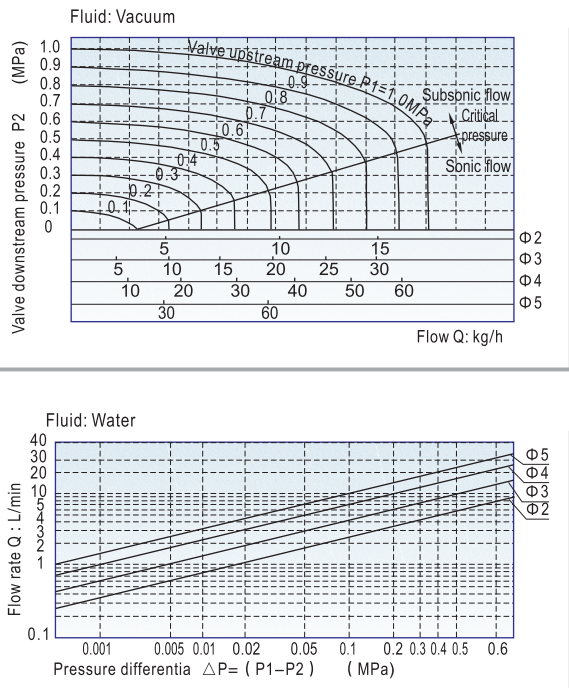 Fluid: Vacuum
Valve downstream pressure P2 (MPa)
1.0
0.9
0.8
0.7
0.6
0.5
0.4
0.3
0.2
0.1
0
Valve upstream pressure P1=1.0MPa
0.9
0.8
0.7
0.6
0.5
0.4
0.3
0.2
0.1
Subsonic flow
Critical
pressure
Sonic flow
5 10 15 Φ2
5 10 15 20 25 30 Φ3
10 20 30 40 50 60 Φ4
30 60 Φ5
Flow Q: kg/h
Fluid: Water
Flow rate Q : L/min
40
30
20
10
5
4
3
2
1
0.1
Φ5
Φ4
Φ3
Φ2
0.001 0.005 0.01 0.02 0.05 0.1 0.2 0.3 0.4 0.5 0.6
Pressure differentia △P= ( P1–P2 ) ( MPa)